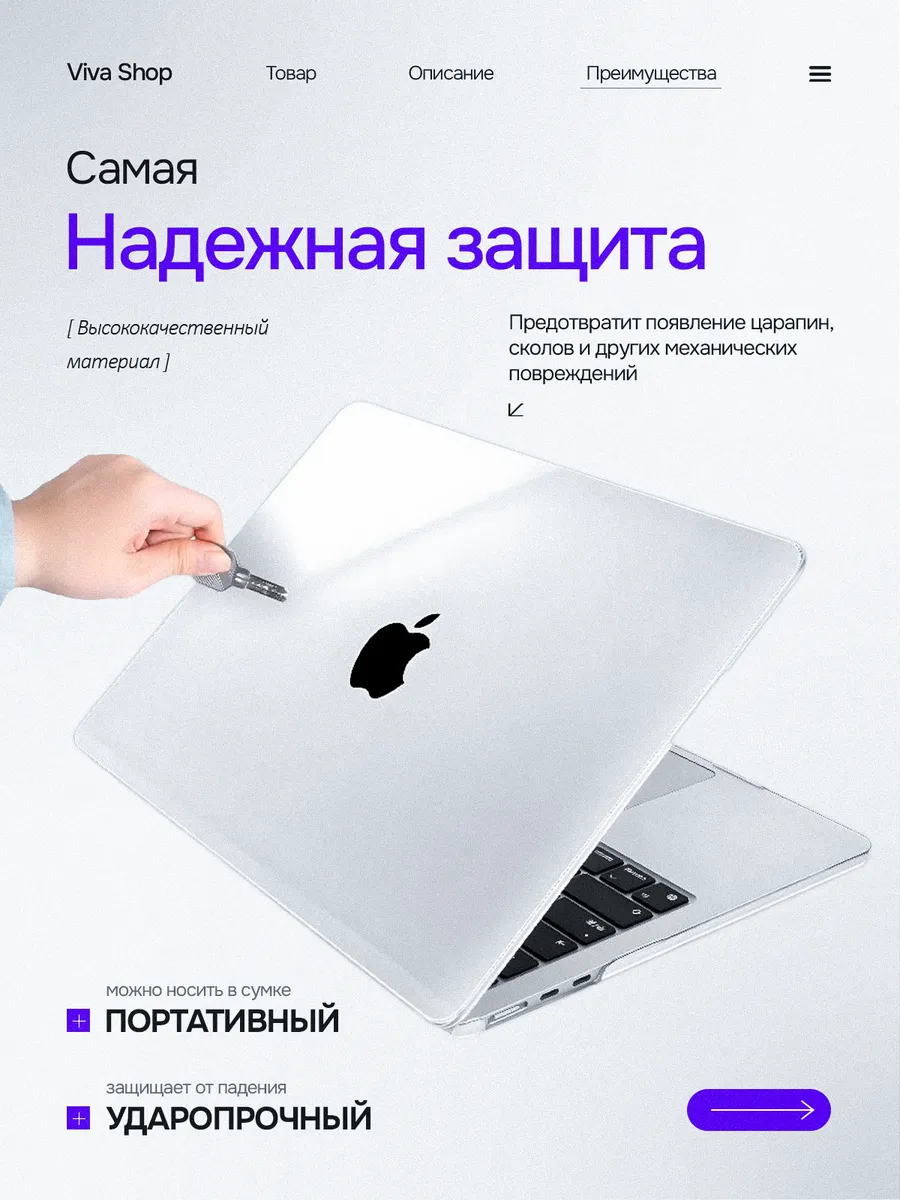 Viva Shop
Товар
Описание
Преимущества
Самая
Надежная защита
[ Высококачественный
материал ]
Предотвратит появление царапин,
сколов и других механических
повреждений
можно носить в сумке
ПОРТАТИВНЫЙ
защищает от падения
УДАРОПРОЧНЫЙ